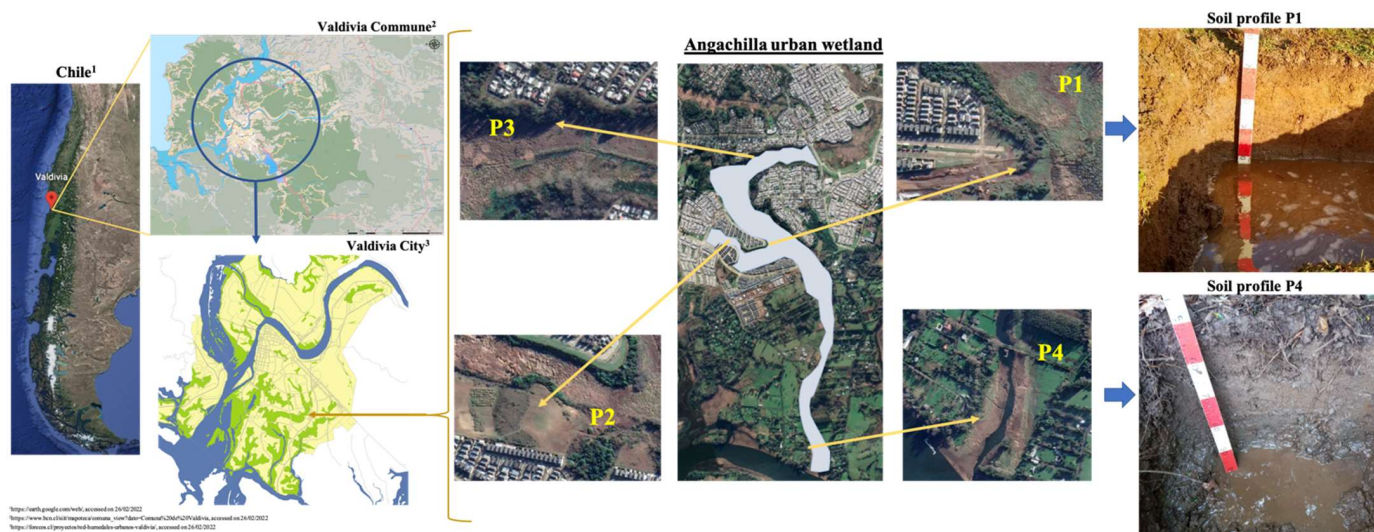 Chile¹
Valdivia
Valdivia Commune²
Valdivia City³
Angachilla urban wetland
P3
P1
P2
P4
Soil profile P1
Soil profile P4
¹https://earth.google.com/web/, accessed on 26/02/2022
²https://www.bcn.cl/siit/mapoteca/comuna_view?dato=Comuna%20de%20Valdivia, accessed on 26/02/2022
³https://forecos.cl/proyectos/red-humedales-urbanos-valdivia/, accessed on 26/02/2022